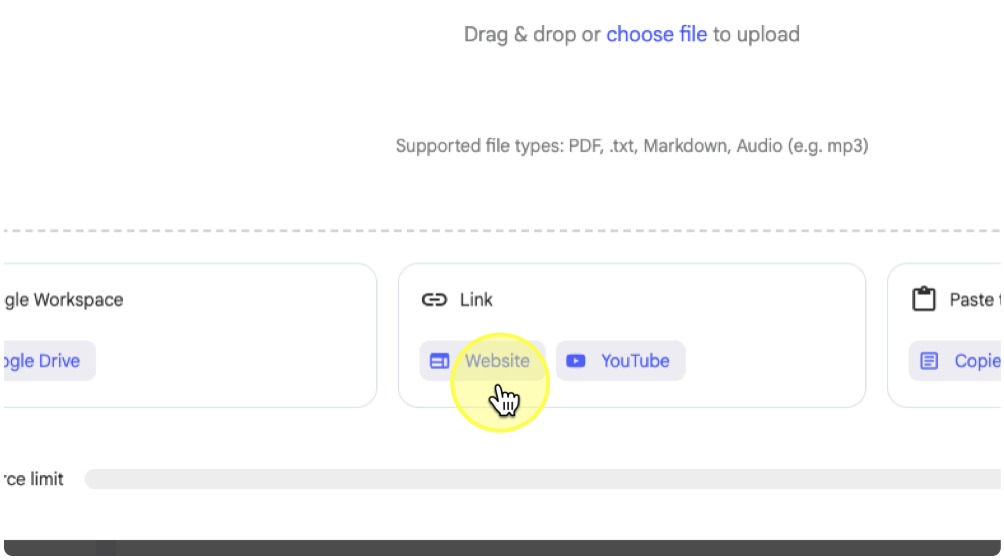 Drag & drop or choose file to upload
Supported file types: PDF, .txt, Markdown, Audio (e.g. mp3)
gle Workspace
ogle Drive
Link
Website
YouTube
Paste
Copie
rce limit